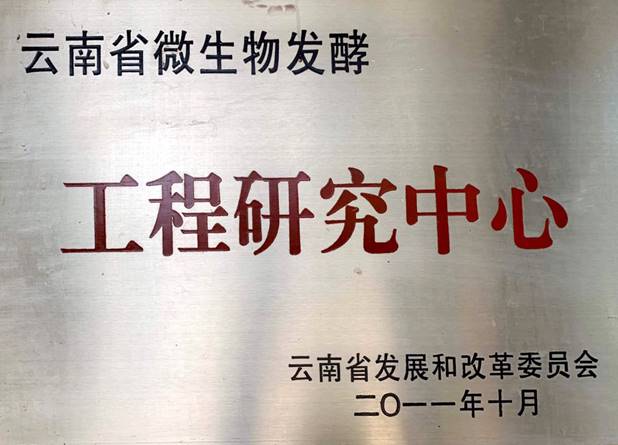 云南省微生物发酵
工程研究中心
云南省发展和改革委员会
二〇一一年十月